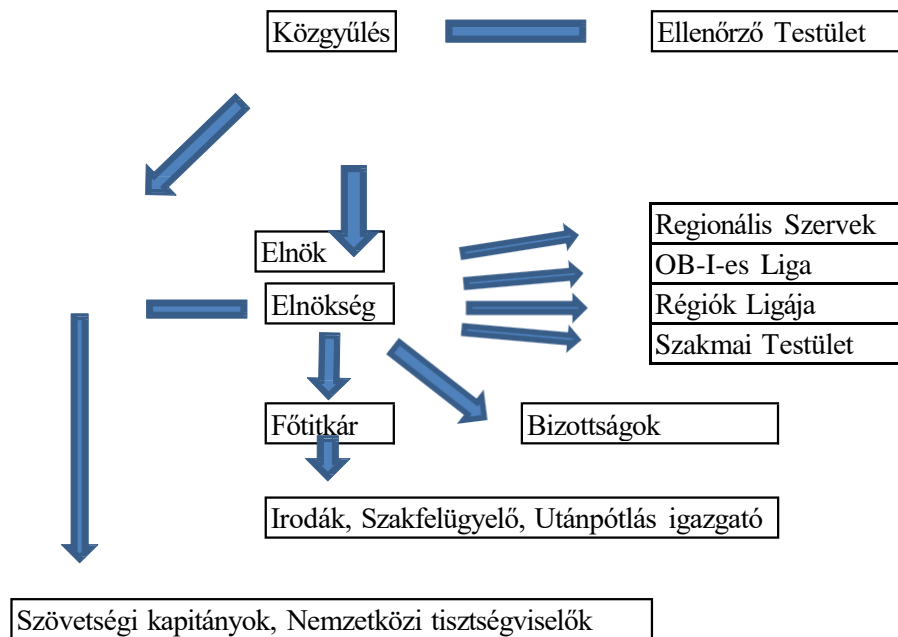 Közgyűlés
Ellenőrző Testület
Elnök
Elnökség
Regionális Szervek
OB-I-es Liga
Régiók Ligája
Szakmai Testület
Főtitkár
Bizottságok
Irodák, Szakfelügyelő, Utánpótlás igazgató
Szövetségi kapitányok, Nemzetközi tisztségviselők